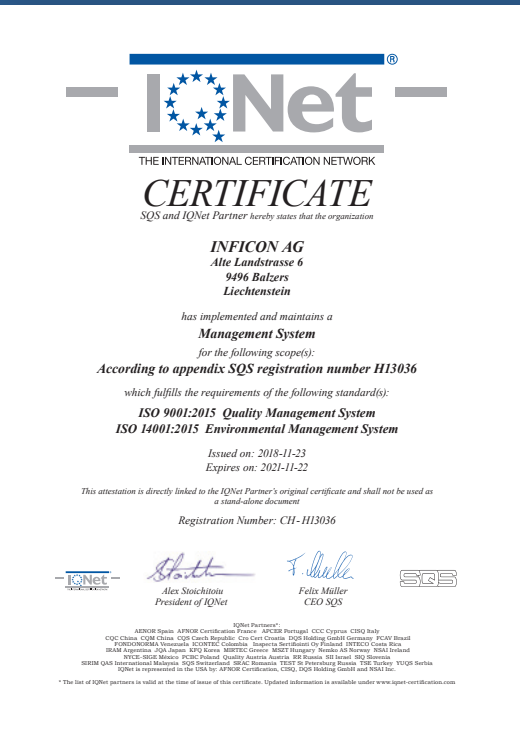 IQNet®
THE INTERNATIONAL CERTIFICATION NETWORK
CERTIFICATE
SQS and IQNet Partner hereby states that the organization
INFICON AG
Alte Landstrasse 6
9496 Balzers
Liechtenstein
has implemented and maintains a
Management System
for the following scope(s):
According to appendix SQS registration number H13036
which fulfills the requirements of the following standard(s):
ISO 9001:2015 Quality Management System
ISO 14001:2015 Environmental Management System
Issued on: 2018-11-23
Expires on: 2021-11-22
This attestation is directly linked to the IQNet Partner's original certificate and shall not be used as
a stand-alone document
Registration Number: CH-H13036
IQNet
SQS
Alex Stoichitoiu
President of IQNet
Felix Müller
CEO SQS
IQNet Partners*:
AENOR Spain AFNOR Certification France APCER Portugal CCC Cyprus CISQ Italy
CQC China CQM China CQS Czech Republic Cro Cert Croatia DQS Holding GmbH Germany FCAV Brazil
FONDONORMA Venezuela ICONTEC Colombia Inspecta Sertifiointi Oy Finland INTECO Costa Rica
IRAM Argentina JQA Japan KFQ Korea MIRTEC Greece MSZT Hungary Nemko AS Norway NSAI Ireland
NYCE-SIGE México PCBC Poland Quality Austria Austria RR Russia SII Israel SIQ Slovenia
SIRIM QAS International Malaysia SQS Switzerland SRAC Romania TEST St Petersburg Russia TSE Turkey YUQS Serbia
IQNet is represented in the USA by: AFNOR Certification, CISQ, DQS Holding GmbH and NSAI Inc.
* The list of IQNet partners is valid at the time of issue of this certificate. Updated information is available under www.iqnet-certification.com